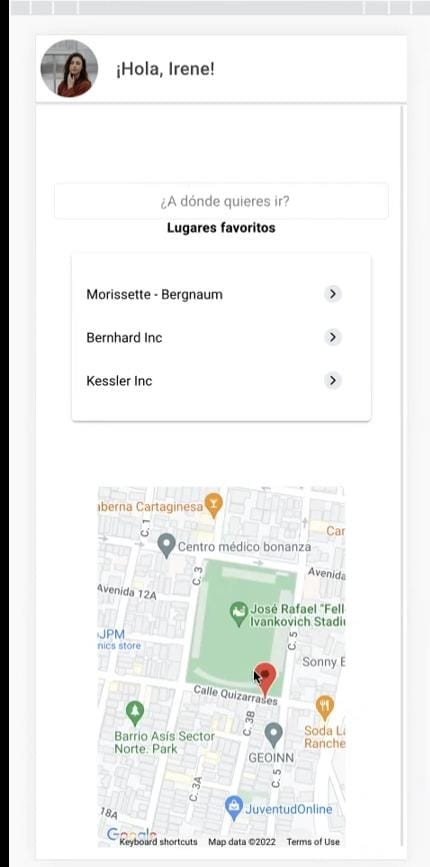 ¡Hola, Irene!
¿A dónde quieres ir?
Lugares favoritos
Morissette - Bergnaum
Bernhard Inc
Kessler Inc
aberna Cartaginesa
C. 1
Car
Centro médico bonanza
C. 3
Avenida
Avenida 12A
José Rafael "Fell
Ivankovich Stadiu
JPM
nics store
C. 5
Sonny B
Calle Quizarrases
C. 3B
Soda La
Ranche
Barrio Asís Sector
Norte. Park
GEOINN
C. 3A
C. 5
18A
JuventudOnline
Google
Keyboard shortcuts Map data ©2022 Terms of Use